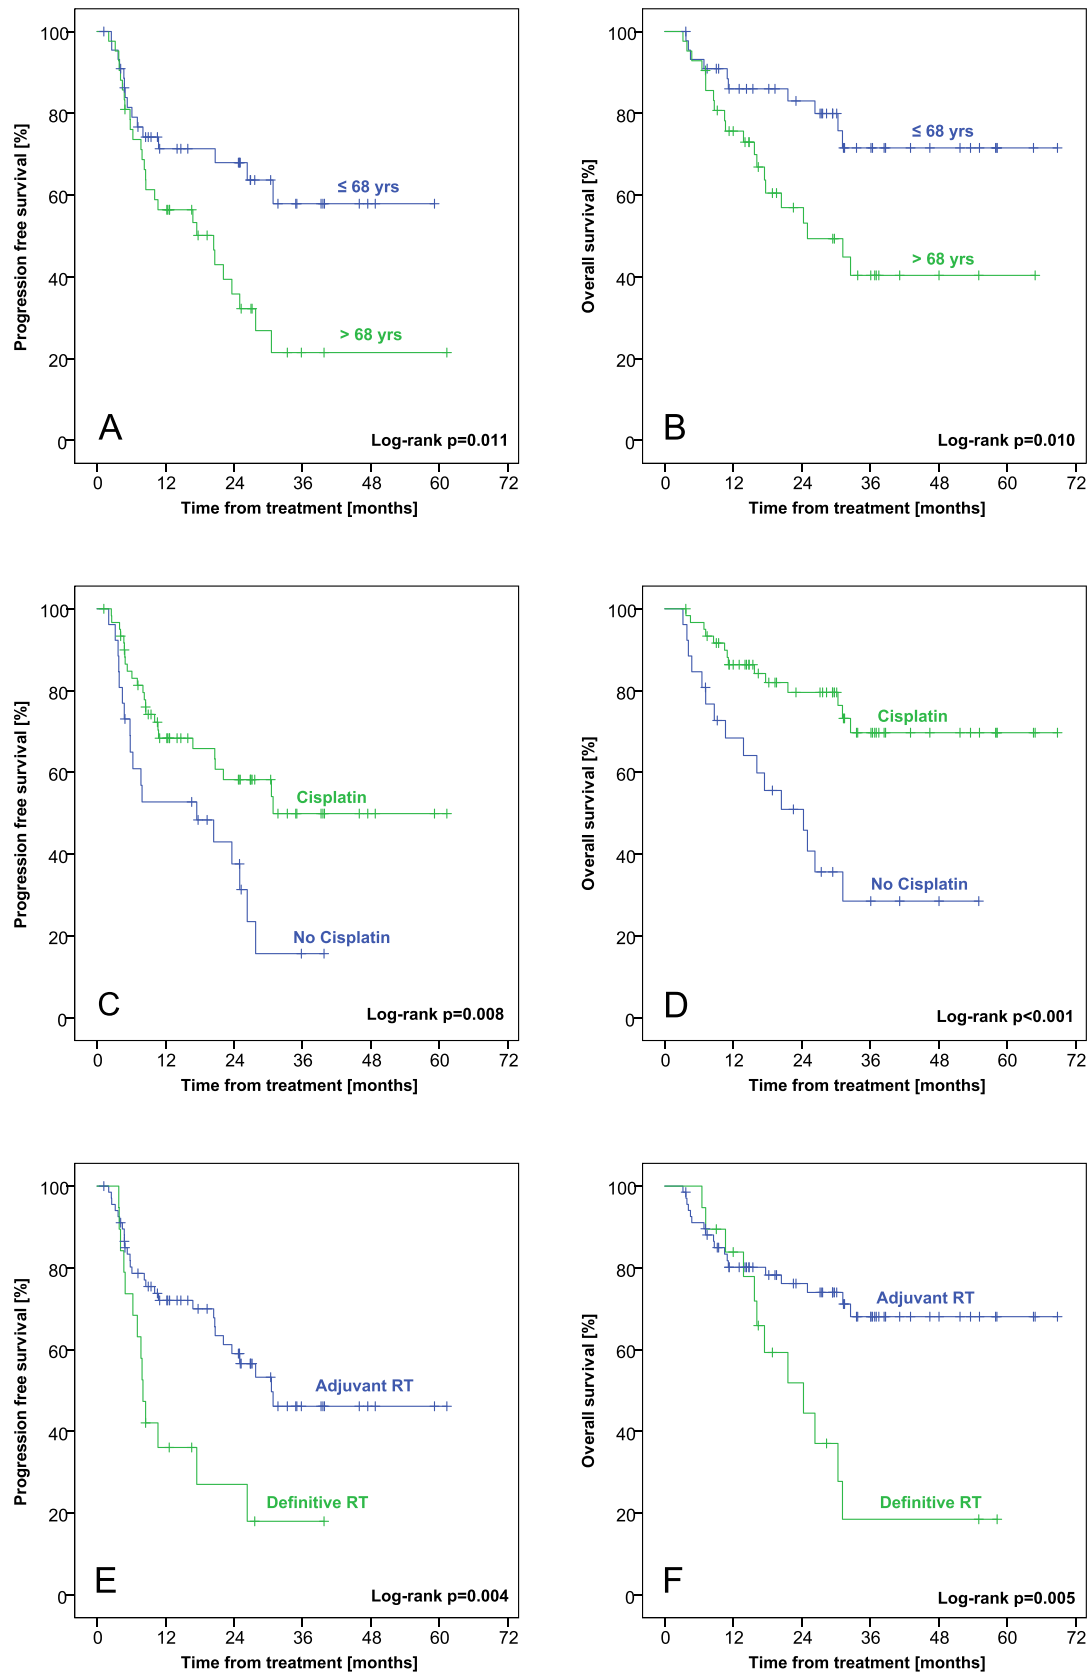 100
80
60
40
20
0
Progression free survival [%]
≤ 68 yrs
> 68 yrs
A
Log-rank p=0.011
0 12 24 36 48 60 72
Time from treatment [months]
100
80
60
40
20
0
Overall survival [%]
≤ 68 yrs
> 68 yrs
B
Log-rank p=0.010
0 12 24 36 48 60 72
Time from treatment [months]
100
80
60
40
20
0
Progression free survival [%]
Cisplatin
No Cisplatin
C
Log-rank p=0.008
0 12 24 36 48 60 72
Time from treatment [months]
100
80
60
40
20
0
Overall survival [%]
Cisplatin
No Cisplatin
D
Log-rank p<0.001
0 12 24 36 48 60 72
Time from treatment [months]
100
80
60
40
20
0
Progression free survival [%]
Adjuvant RT
Definitive RT
E
Log-rank p=0.004
0 12 24 36 48 60 72
Time from treatment [months]
100
80
60
40
20
0
Overall survival [%]
Adjuvant RT
Definitive RT
F
Log-rank p=0.005
0 12 24 36 48 60 72
Time from treatment [months]